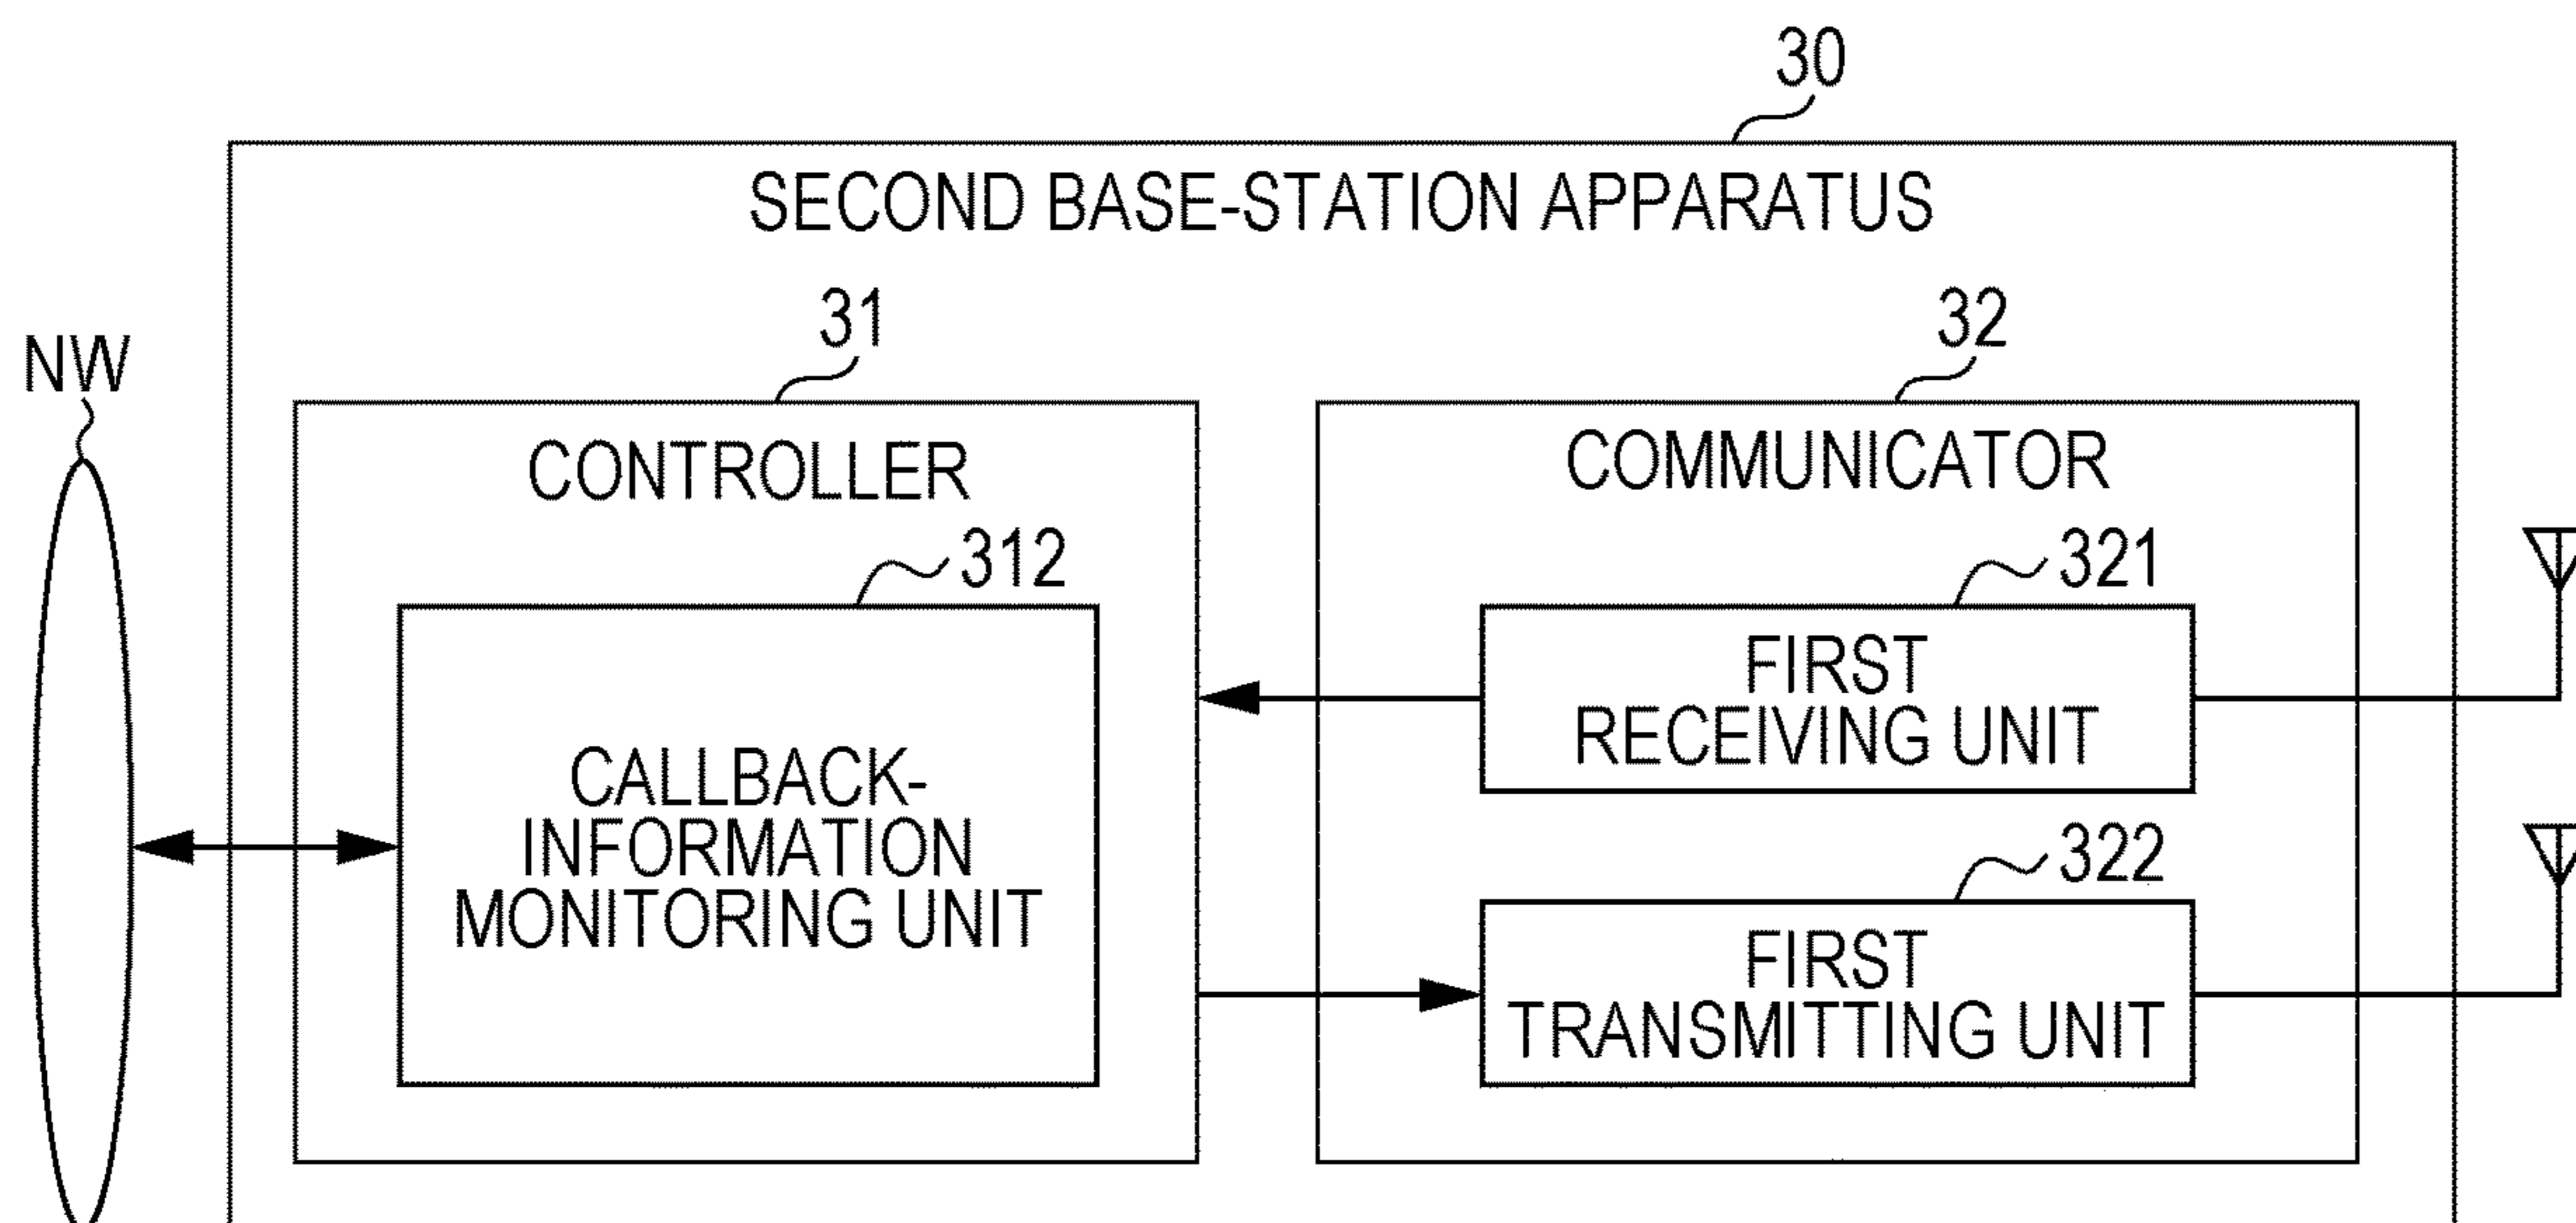 30
SECOND BASE-STATION APPARATUS
NW
31
32
CONTROLLER
COMMUNICATOR
312
321
CALLBACK-
INFORMATION
MONITORING UNIT
FIRST
RECEIVING UNIT
322
FIRST
TRANSMITTING UNIT